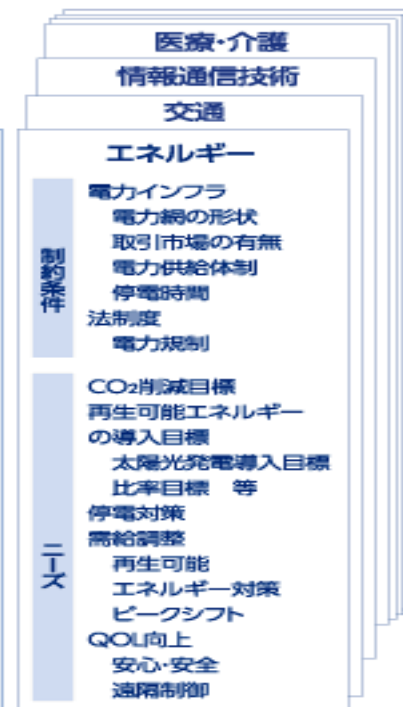 医療・介護
情報通信技術
交通
エネルギー
制約条件
電力インフラ
電力網の形状
取引市場の有無
電力供給体制
停電時間
法制度
電力規制
ニーズ
CO2削減目標
再生可能エネルギー
の導入目標
太陽光発電導入目標
比率目標 等
停電対策
需給調整
再生可能
エネルギー対策
ピークシフト
QOL向上
安心・安全
遠隔制御